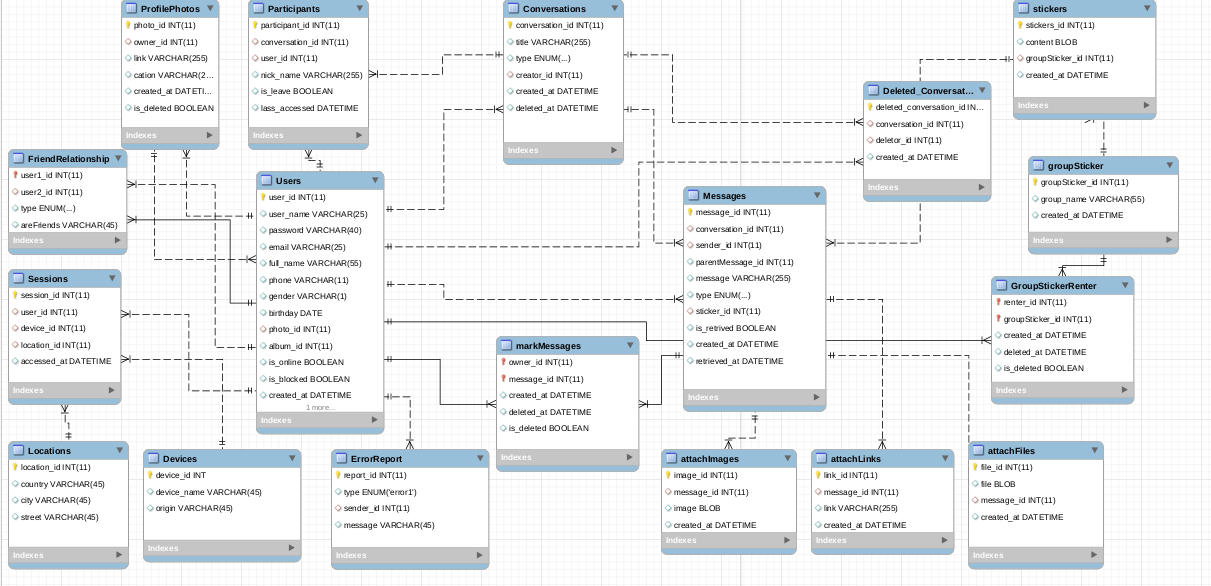 ProfilePhotos
photo_id INT(11)
owner_id INT(11)
link VARCHAR(255)
cation VARCHAR(2...
created_at DATETI...
is_deleted BOOLEAN
Indexes
Participants
participant_id INT(11)
conversation_id INT(11)
user_id INT(11)
nick_name VARCHAR(255)
is_leave BOOLEAN
lass_accessed DATETIME
Indexes
Conversations
conversation_id INT(11)
title VARCHAR(255)
type ENUM(...)
creator_id INT(11)
created_at DATETIME
deleted_at DATETIME
Indexes
stickers
stickers_id INT(11)
content BLOB
groupSticker_id INT(11)
created_at DATETIME
Indexes
Deleted_Conversat...
deleted_conversation_id IN...
conversation_id INT(11)
deletor_id INT(11)
created_at DATETIME
Indexes
FriendRelationship
user1_id INT(11)
user2_id INT(11)
type ENUM(...)
areFriends VARCHAR(45)
Indexes
Users
user_id INT(11)
user_name VARCHAR(25)
password VARCHAR(40)
email VARCHAR(25)
full_name VARCHAR(55)
phone VARCHAR(11)
gender VARCHAR(1)
birthday DATE
photo_id INT(11)
album_id INT(11)
is_online BOOLEAN
is_blocked BOOLEAN
created_at DATETIME
1 more...
Indexes
Messages
message_id INT(11)
conversation_id INT(11)
sender_id INT(11)
parentMessage_id INT(11)
message VARCHAR(255)
type ENUM(...)
sticker_id INT(11)
is_retrived BOOLEAN
created_at DATETIME
retrieved_at DATETIME
Indexes
groupSticker
groupSticker_id INT(11)
group_name VARCHAR(55)
created_at DATETIME
Indexes
Sessions
session_id INT(11)
user_id INT(11)
device_id INT(11)
location_id INT(11)
accessed_at DATETIME
Indexes
GroupStickerRenter
renter_id INT(11)
groupSticker_id INT(11)
created_at DATETIME
deleted_at DATETIME
is_deleted BOOLEAN
Indexes
markMessages
owner_id INT(11)
message_id INT(11)
created_at DATETIME
deleted_at DATETIME
is_deleted BOOLEAN
Indexes
Locations
location_id INT(11)
country VARCHAR(45)
city VARCHAR(45)
street VARCHAR(45)
Indexes
Devices
device_id INT
device_name VARCHAR(45)
origin VARCHAR(45)
Indexes
ErrorReport
report_id INT(11)
type ENUM('error1')
sender_id INT(11)
message VARCHAR(45)
Indexes
attachImages
image_id INT(11)
message_id INT(11)
image BLOB
created_at DATETIME
Indexes
attachLinks
link_id INT(11)
message_id INT(11)
link VARCHAR(255)
created_at DATETIME
Indexes
attachFiles
file_id INT(11)
file BLOB
message_id INT(11)
created_at DATETIME
Indexes